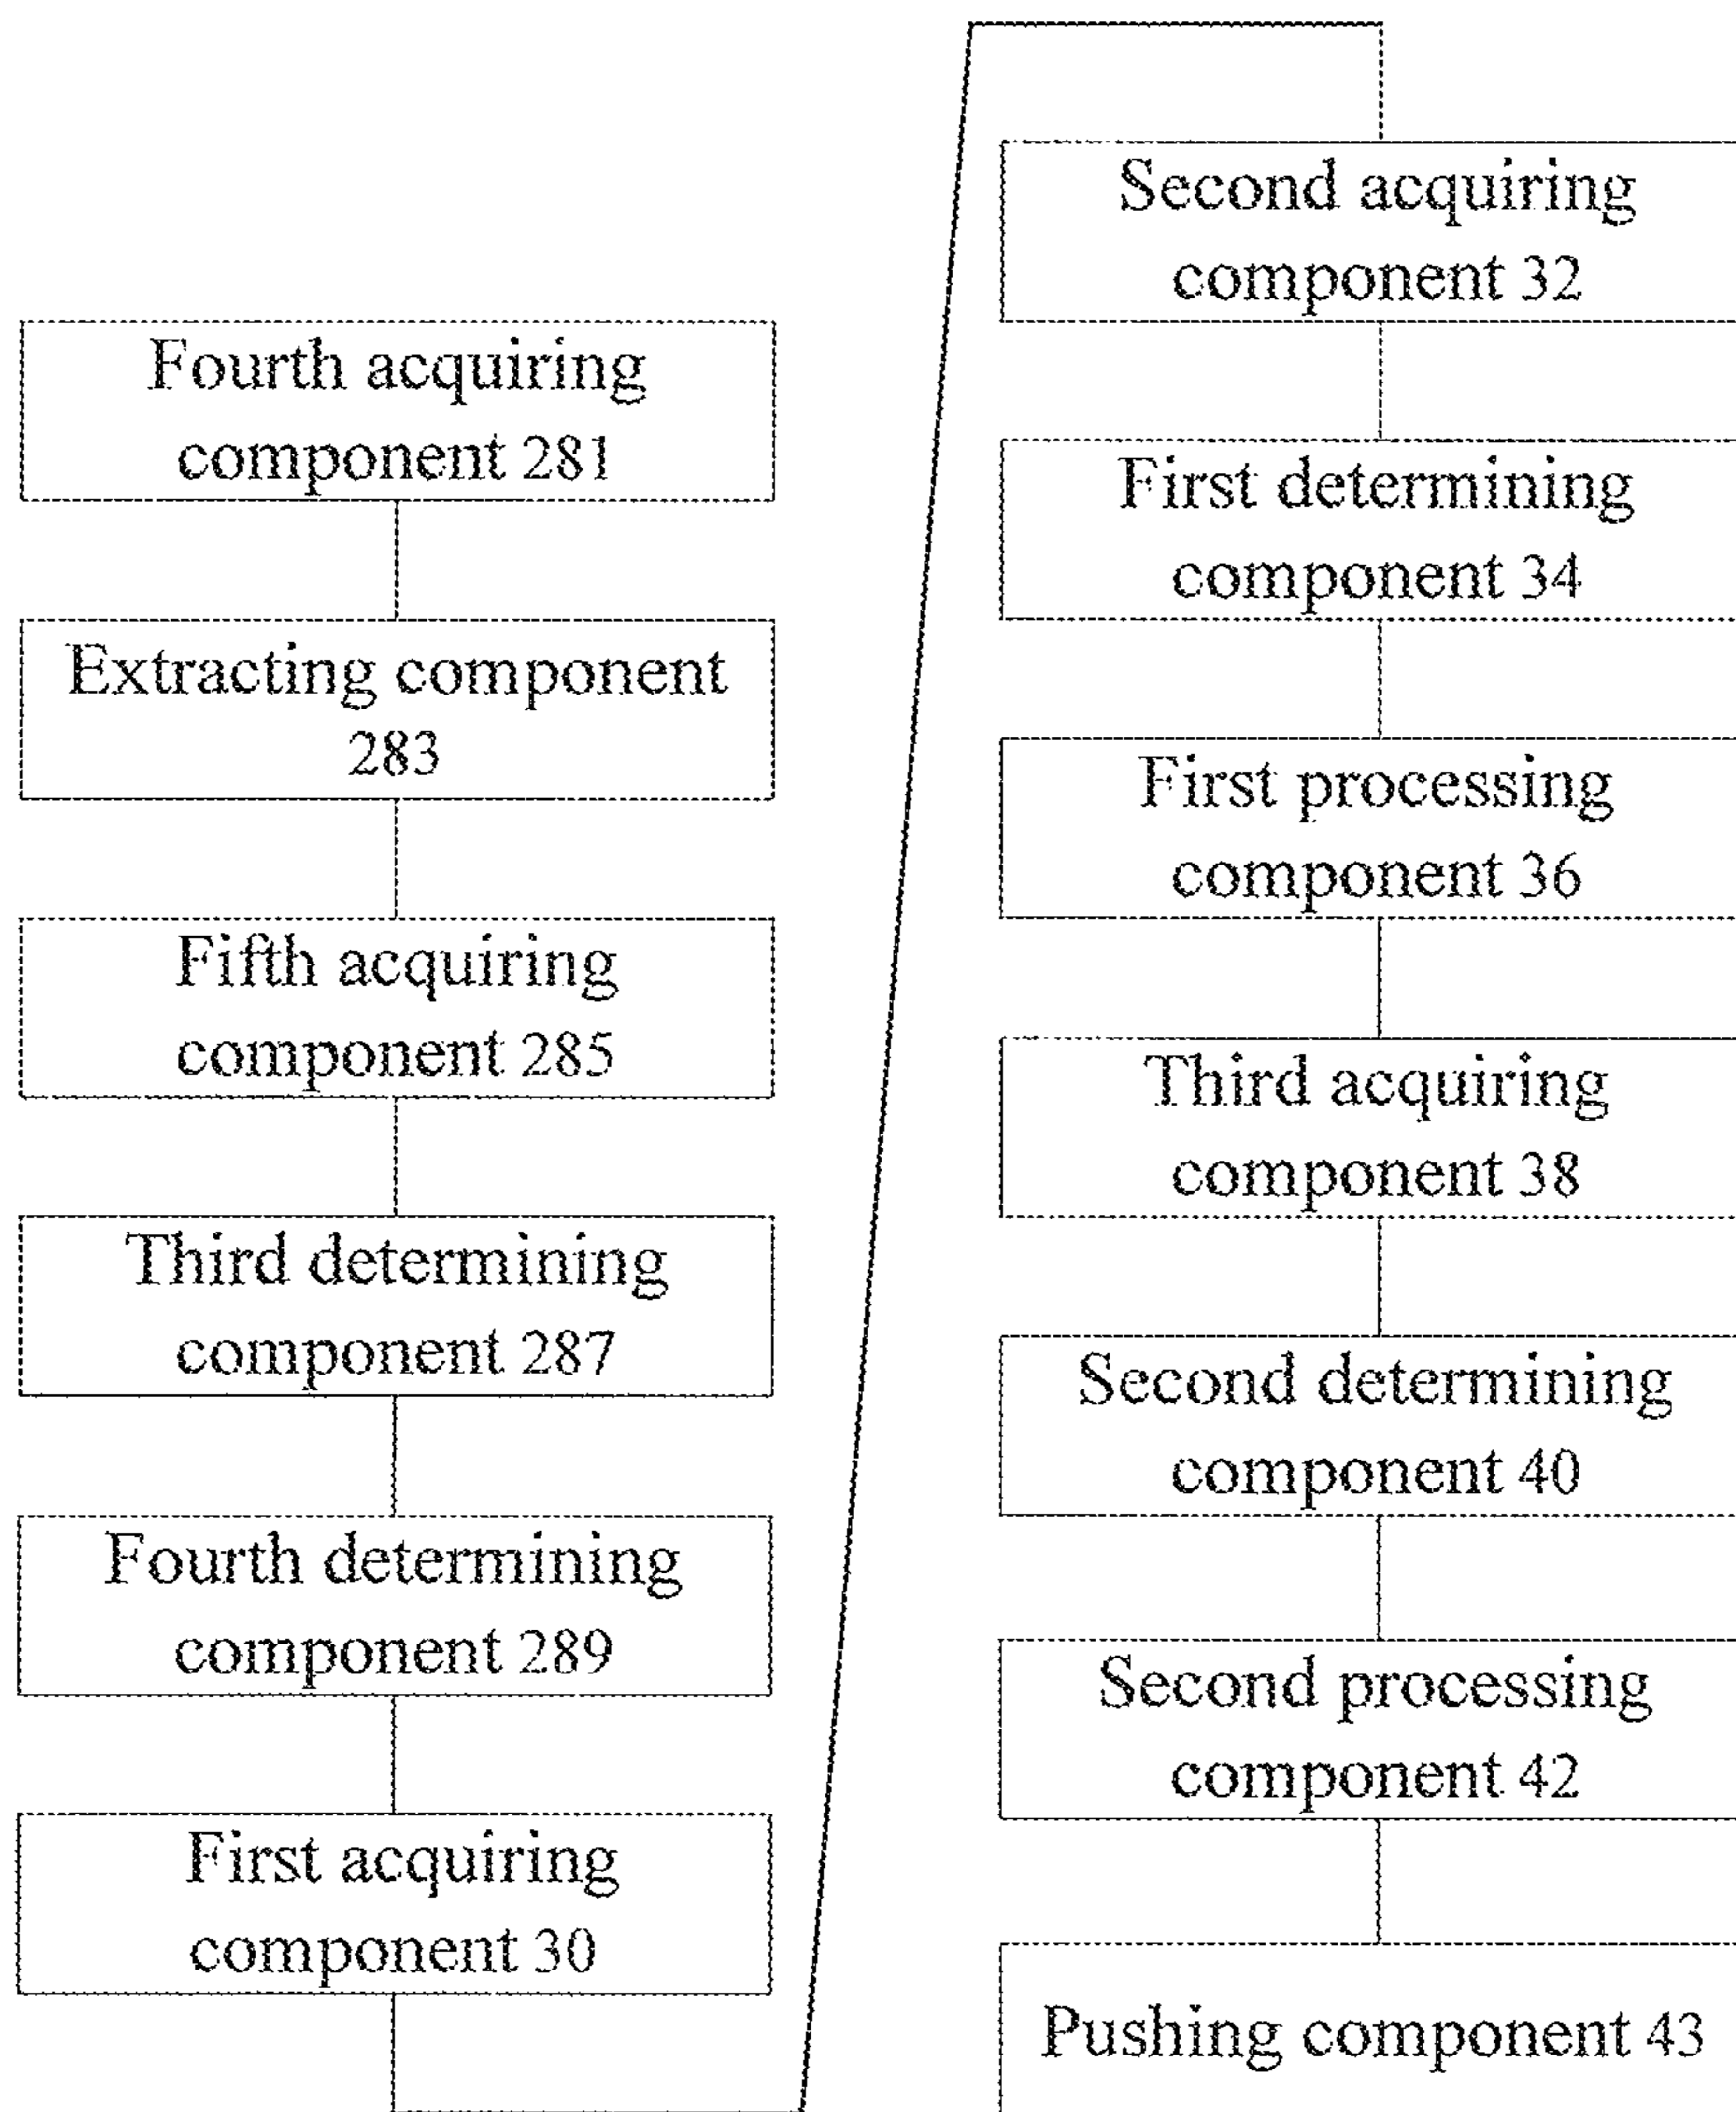 Fourth acquiring
component 281
Extracting component
283
Fifth acquiring
component 285
Third determining
component 287
Fourth determining
component 289
First acquiring
component 30
Second acquiring
component 32
First determining
component 34
First processing
component 36
Third acquiring
component 38
Second determining
component 40
Second processing
component 42
Pushing component 43